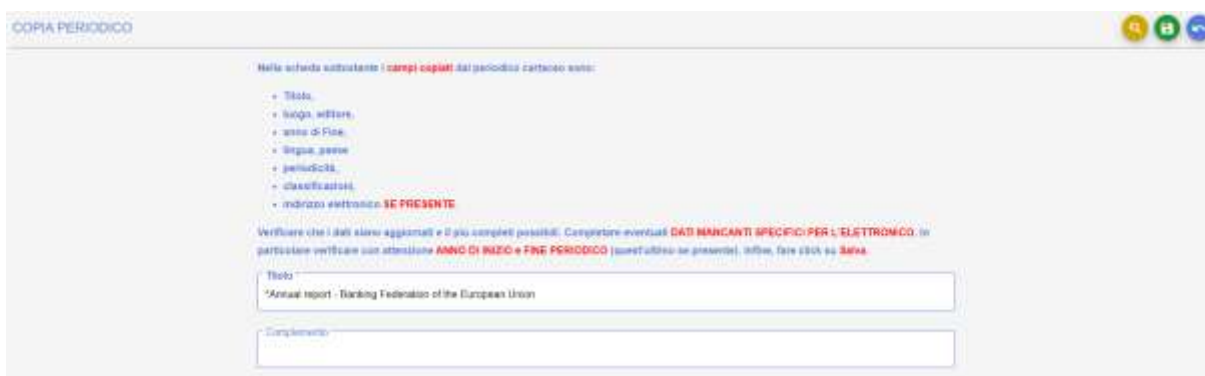 COPIA PERIODICO
Nella scheda sottostante i campi copiati dal periodico cartaceo sono:
• Titolo,
• luogo, editore,
• anno di Fine,
• lingua, paese
• periodicità,
• classificazioni,
• indirizzo elettronico SE PRESENTE
Verificare che i dati siano aggiornati e il più completi possibili. Completare eventuali DATI MANCANTI SPECIFICI PER L'ELETTRONICO. In
particolare verificare con attenzione ANNO DI INIZIO e FINE PERIODICO (quest'ultimo se presente). Infine, fare click su Salva.
Titolo *
*Annual report - Banking Federation of the European Union
Complemento